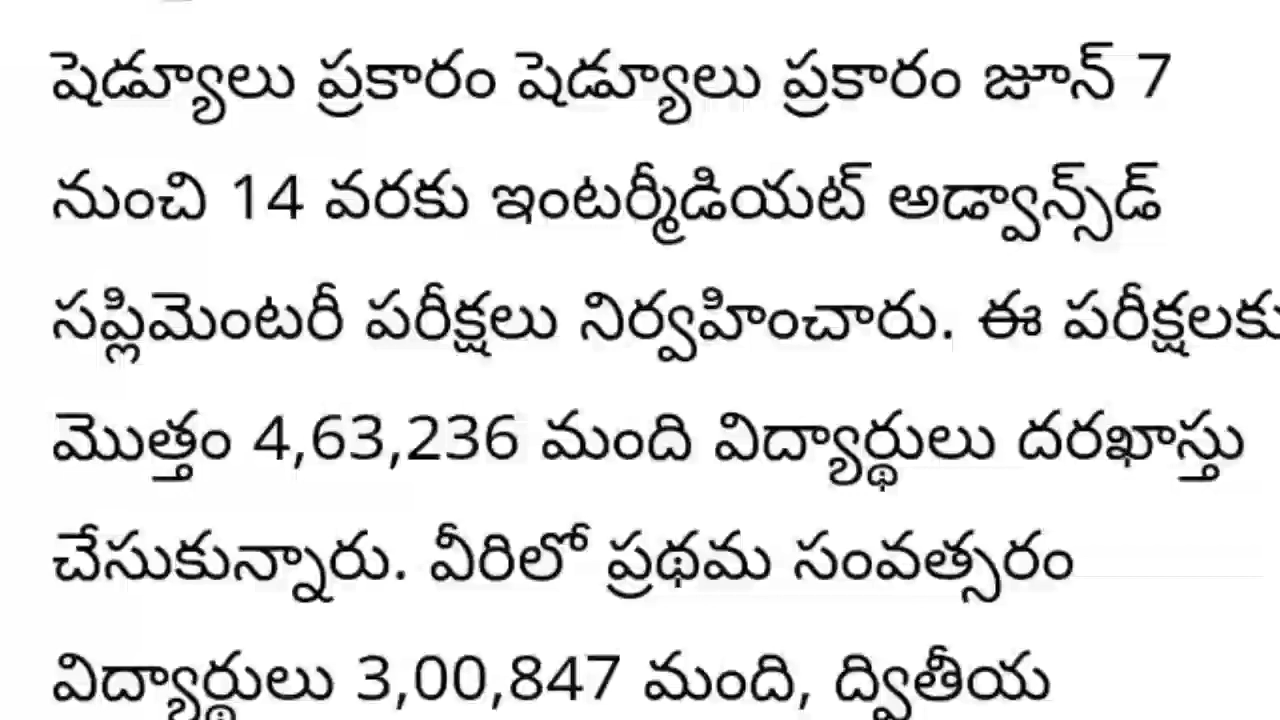 షెడ్యూలు ప్రకారం షెడ్యూలు ప్రకారం జూన్ 7
నుంచి 14 వరకు ఇంటర్మీడియట్ అడ్వాన్స్‌డ్
సప్లిమెంటరీ పరీక్షలు నిర్వహించారు. ఈ పరీక్షలకు
మొత్తం 4,63,236 మంది విద్యార్థులు దరఖాస్తు
చేసుకున్నారు. వీరిలో ప్రథమ సంవత్సరం
విద్యార్థులు 3,00,847 మంది, ద్వితీయ